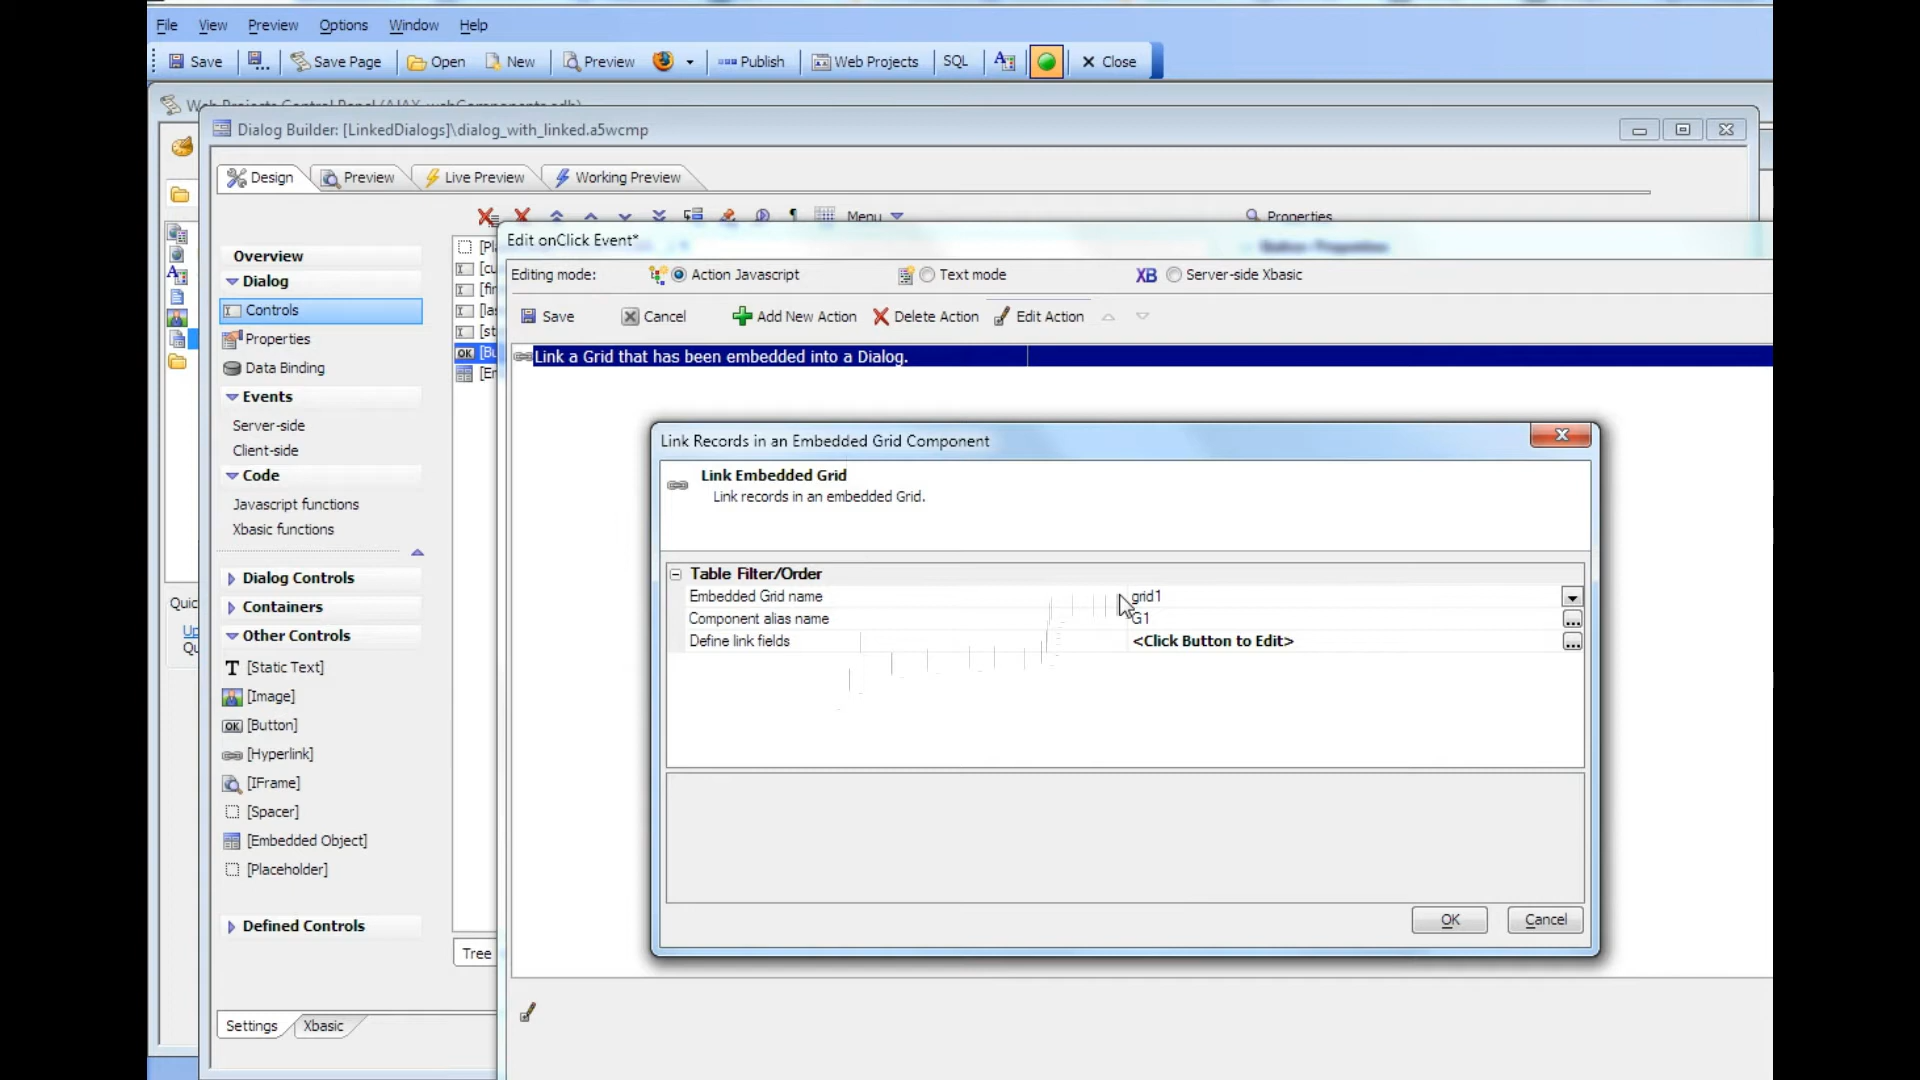 File View Preview Options Window Help
Save Save Page Open New Preview Publish Web Projects SQL Close
Dialog Builder: [LinkedDialogs]\dialog_with_linked.a5wcmp
Design Preview Live Preview Working Preview
Menu Properties
Edit onClick Event*
Editing mode: Action Javascript Text mode XB Server-side Xbasic
Save Cancel Add New Action Delete Action Edit Action
Link a Grid that has been embedded into a Dialog.
Overview
Dialog
Controls
Properties
Data Binding
Events
Server-side
Client-side
Code
Javascript functions
Xbasic functions
Dialog Controls
Containers
Other Controls
T [Static Text]
[Image]
OK [Button]
[Hyperlink]
[IFrame]
[Spacer]
[Embedded Object]
[Placeholder]
Defined Controls
Settings Xbasic
Tree
Link Records in an Embedded Grid Component
Link Embedded Grid
Link records in an embedded Grid.
Table Filter/Order
Embedded Grid name grid1
Component alias name G1
Define link fields <Click Button to Edit>
OK Cancel